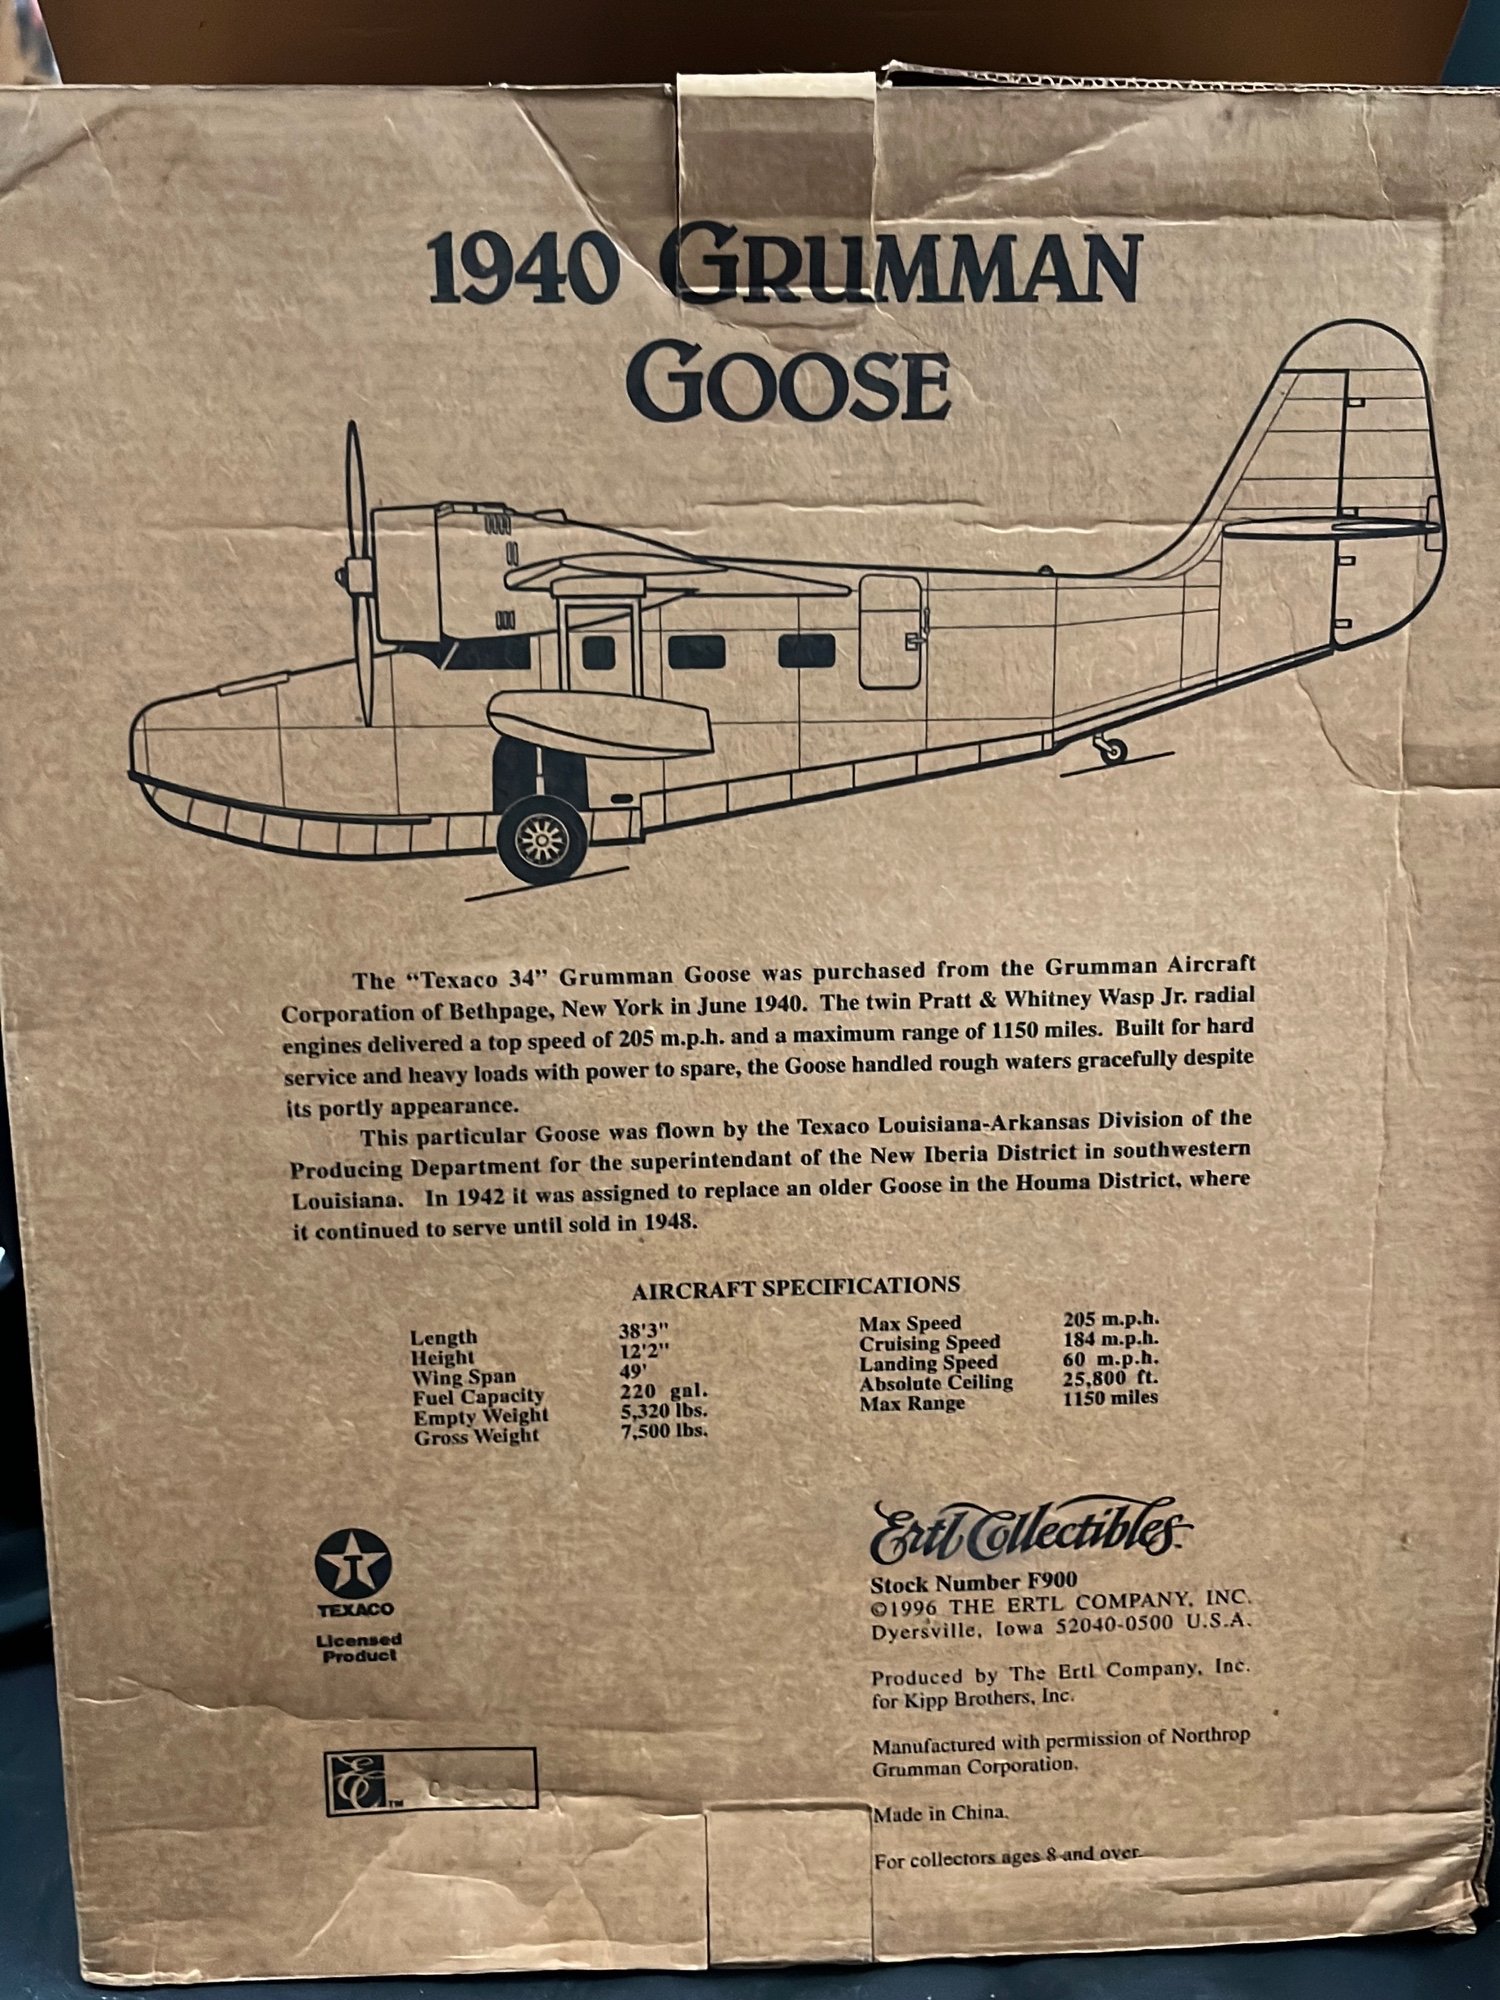 1940 GRUMMAN
GOOSE
The “Texaco 34” Grumman Goose was purchased from the Grumman Aircraft
Corporation of Bethpage, New York in June 1940. The twin Pratt & Whitney Wasp Jr. radial
engines delivered a top speed of 205 m.p.h. and a maximum range of 1150 miles. Built for hard
service and heavy loads with power to spare, the Goose handled rough waters gracefully despite
its portly appearance.
This particular Goose was flown by the Texaco Louisiana-Arkansas Division of the
Producing Department for the superintendant of the New Iberia District in southwestern
Louisiana. In 1942 it was assigned to replace an older Goose in the Houma District, where
it continued to serve until sold in 1948.
AIRCRAFT SPECIFICATIONS
Length 38'3"
Height 12'2"
Wing Span 49'
Fuel Capacity 220 gal.
Empty Weight 5,320 lbs.
Gross Weight 7,500 lbs.
Max Speed 205 m.p.h.
Cruising Speed 184 m.p.h.
Landing Speed 60 m.p.h.
Absolute Ceiling 25,800 ft.
Max Range 1150 miles
T
TEXACO
Licensed
Product
EC™
Ertl Collectibles™
Stock Number F900
©1996 THE ERTL COMPANY, INC.
Dyersville, Iowa 52040-0500 U.S.A.
Produced by The Ertl Company, Inc.
for Kipp Brothers, Inc.
Manufactured with permission of Northrop
Grumman Corporation.
Made in China.
For collectors ages 8 and over.